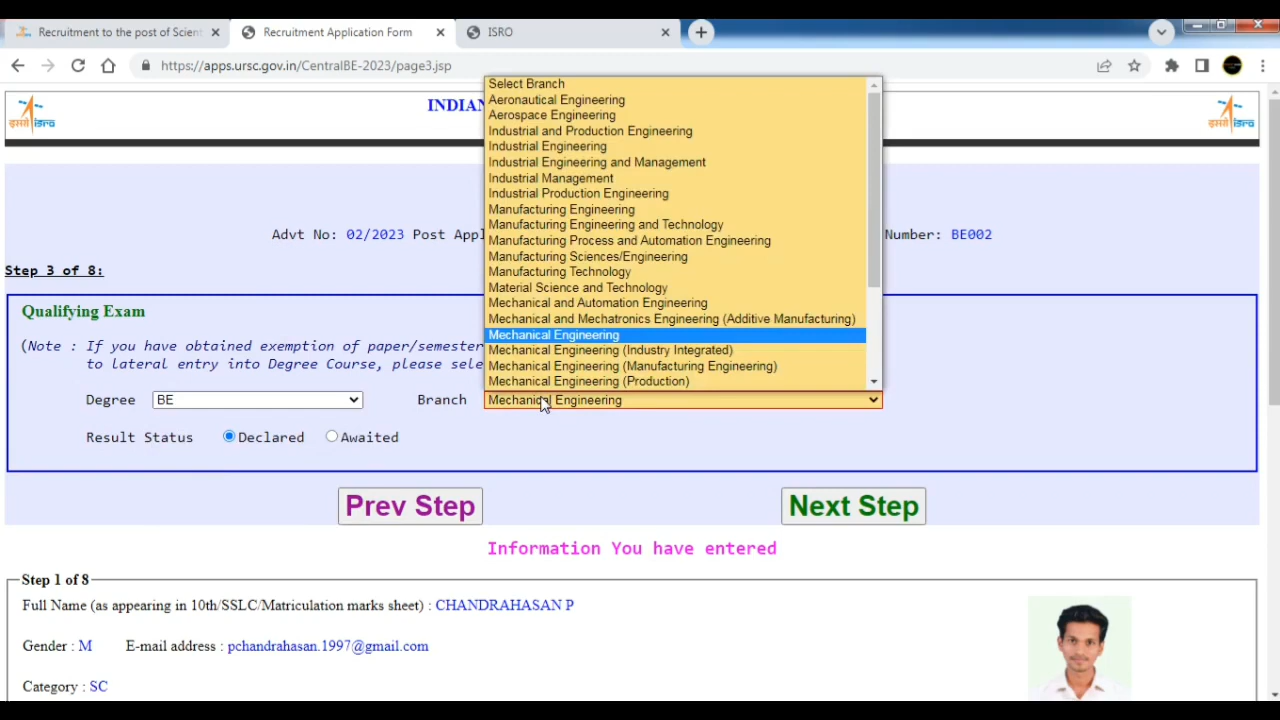 Recruitment to the post of Scient
Recruitment Application Form
ISRO
https://apps.ursc.gov.in/CentralBE-2023/page3.jsp
इसरो isro
INDIAN
इसरो isro
Advt No: 02/2023 Post Appl
Number: BE002
Step 3 of 8:
Qualifying Exam
(Note : If you have obtained exemption of paper/semester
to lateral entry into Degree Course, please sele
Select Branch
Aeronautical Engineering
Aerospace Engineering
Industrial and Production Engineering
Industrial Engineering
Industrial Engineering and Management
Industrial Management
Industrial Production Engineering
Manufacturing Engineering
Manufacturing Engineering and Technology
Manufacturing Process and Automation Engineering
Manufacturing Sciences/Engineering
Manufacturing Technology
Material Science and Technology
Mechanical and Automation Engineering
Mechanical and Mechatronics Engineering (Additive Manufacturing)
Mechanical Engineering
Mechanical Engineering (Industry Integrated)
Mechanical Engineering (Manufacturing Engineering)
Mechanical Engineering (Production)
Degree BE Branch Mechanical Engineering
Result Status Declared Awaited
Prev Step Next Step
Information You have entered
Step 1 of 8
Full Name (as appearing in 10th/SSLC/Matriculation marks sheet) : CHANDRAHASAN P
Gender : M E-mail address : pchandrahasan.1997@gmail.com
Category : SC